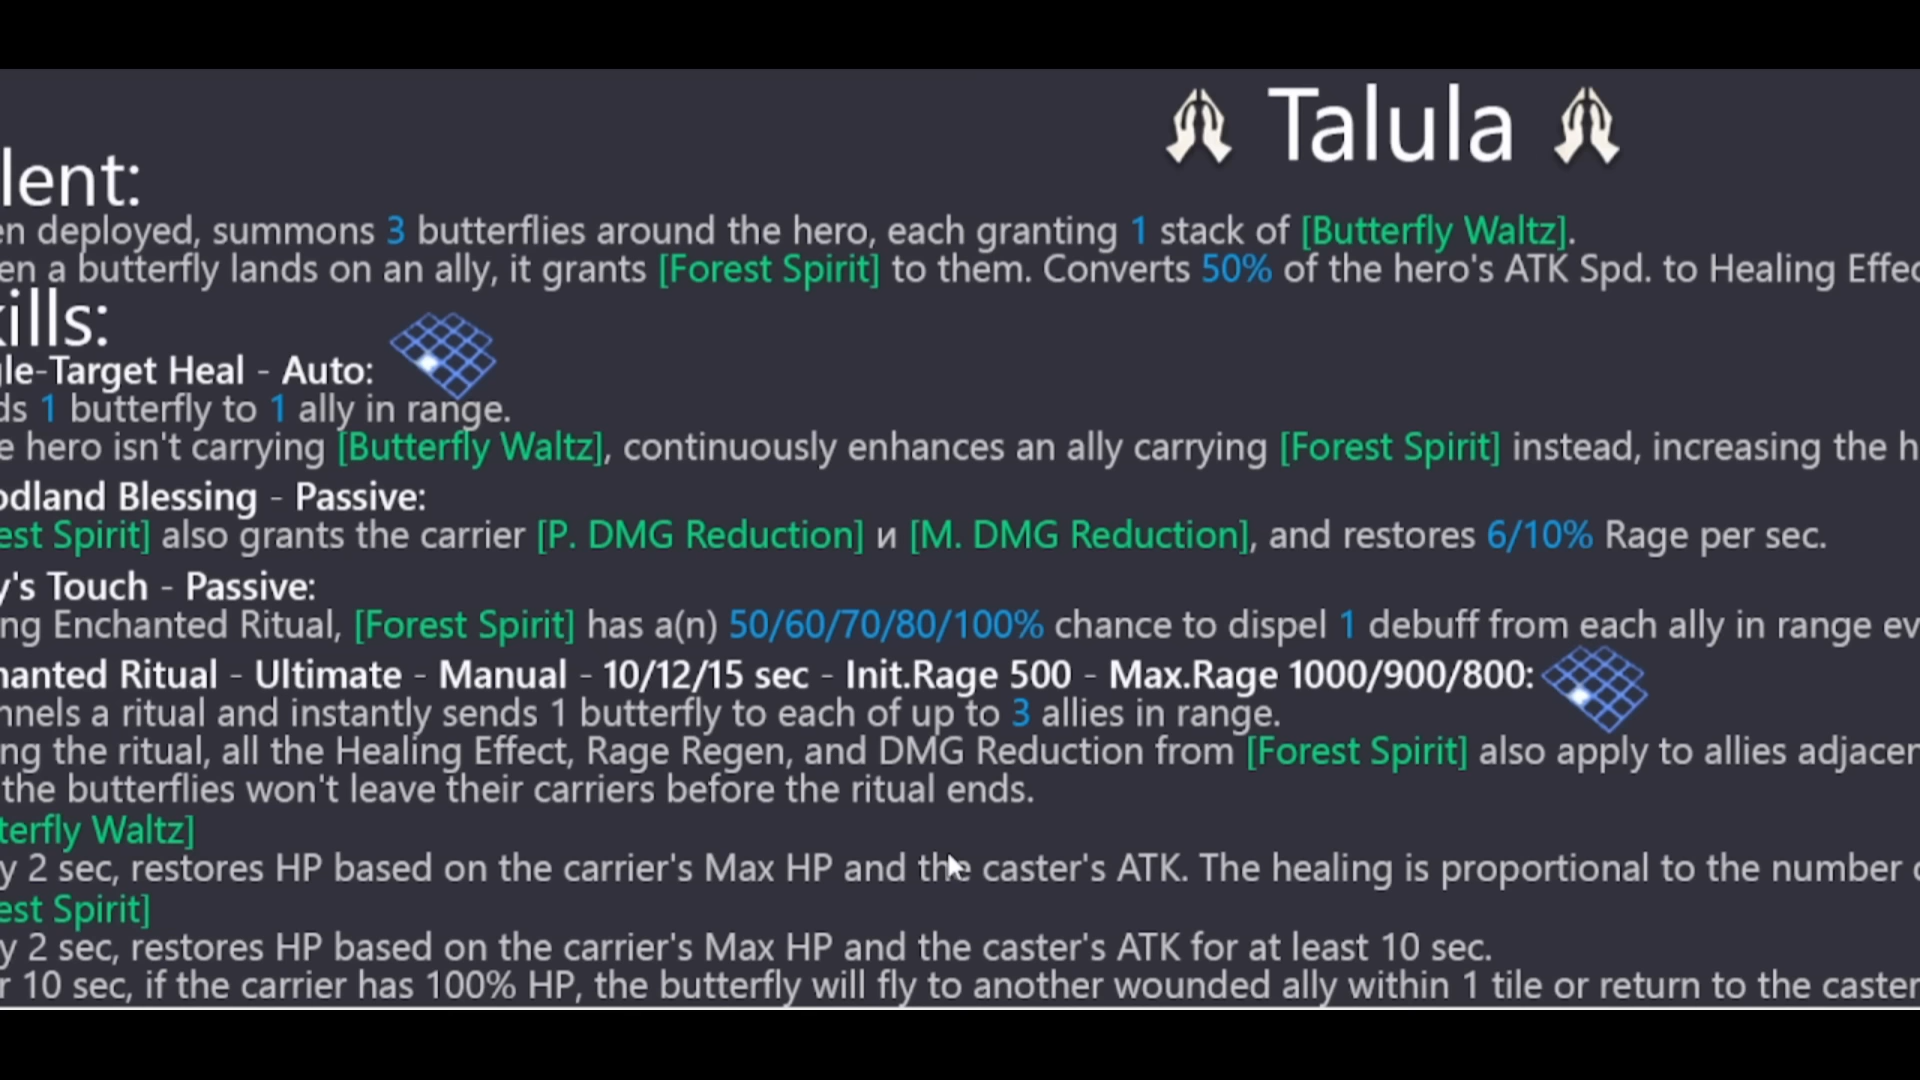 Talula
lent:
en deployed, summons 3 butterflies around the hero, each granting 1 stack of [Butterfly Waltz].
en a butterfly lands on an ally, it grants [Forest Spirit] to them. Converts 50% of the hero's ATK Spd. to Healing Effec
kills:
gle-Target Heal - Auto:
ds 1 butterfly to 1 ally in range.
e hero isn't carrying [Butterfly Waltz], continuously enhances an ally carrying [Forest Spirit] instead, increasing the h
odland Blessing - Passive:
est Spirit] also grants the carrier [P. DMG Reduction] и [M. DMG Reduction], and restores 6/10% Rage per sec.
y's Touch - Passive:
ng Enchanted Ritual, [Forest Spirit] has a(n) 50/60/70/80/100% chance to dispel 1 debuff from each ally in range ev
hanted Ritual - Ultimate - Manual - 10/12/15 sec - Init.Rage 500 - Max.Rage 1000/900/800:
nnels a ritual and instantly sends 1 butterfly to each of up to 3 allies in range.
ng the ritual, all the Healing Effect, Rage Regen, and DMG Reduction from [Forest Spirit] also apply to allies adjacen
the butterflies won't leave their carriers before the ritual ends.
terfly Waltz]
y 2 sec, restores HP based on the carrier's Max HP and the caster's ATK. The healing is proportional to the number o
est Spirit]
y 2 sec, restores HP based on the carrier's Max HP and the caster's ATK for at least 10 sec.
r 10 sec, if the carrier has 100% HP, the butterfly will fly to another wounded ally within 1 tile or return to the caster